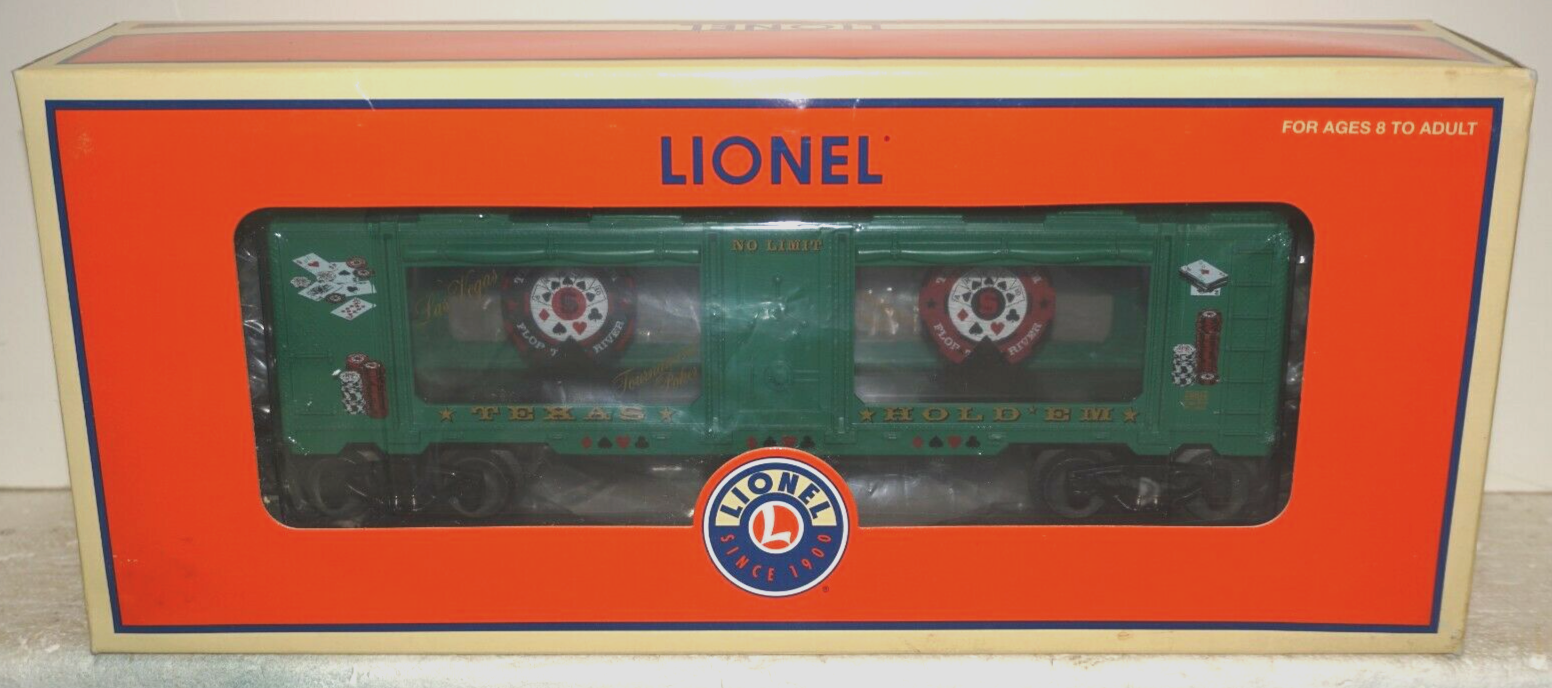 LIONEL
FOR AGES 8 TO ADULT
LIONEL
NO LIMIT
Las Vegas
FLOP RIVER
FLOP RIVER
★ TEXAS ★ ★ HOLD'EM ★
LIONEL
L
SINCE 1900